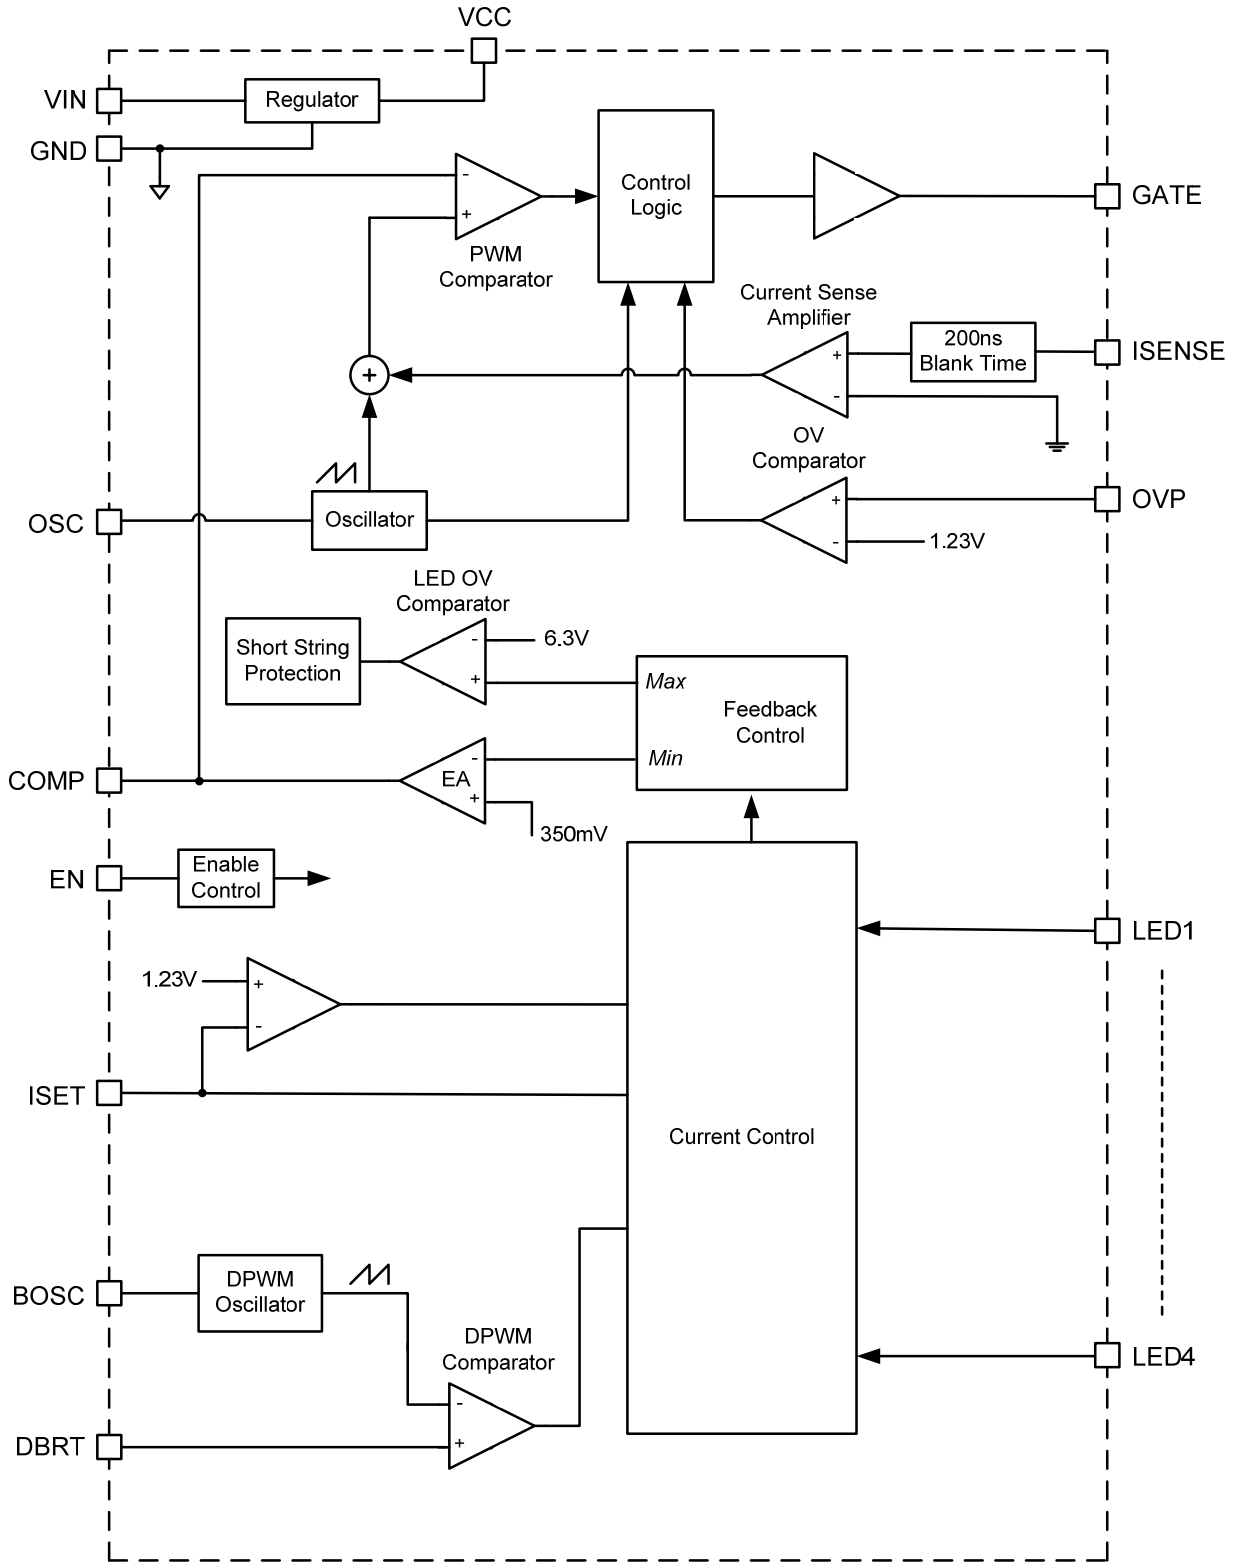 VCC
VIN
Regulator
GND
-
+
PWM
Comparator
Control
Logic
GATE
Current Sense
Amplifier
+
-
200ns
Blank Time
ISENSE
+
OV
Comparator
+
-
1.23V
OVP
OSC
Oscillator
LED OV
Comparator
-
+
6.3V
Short String
Protection
Max
Feedback
Control
Min
COMP
EA
-
+
350mV
EN
Enable
Control
LED1
1.23V
+
-
ISET
Current Control
BOSC
DPWM
Oscillator
DPWM
Comparator
-
+
LED4
DBRT